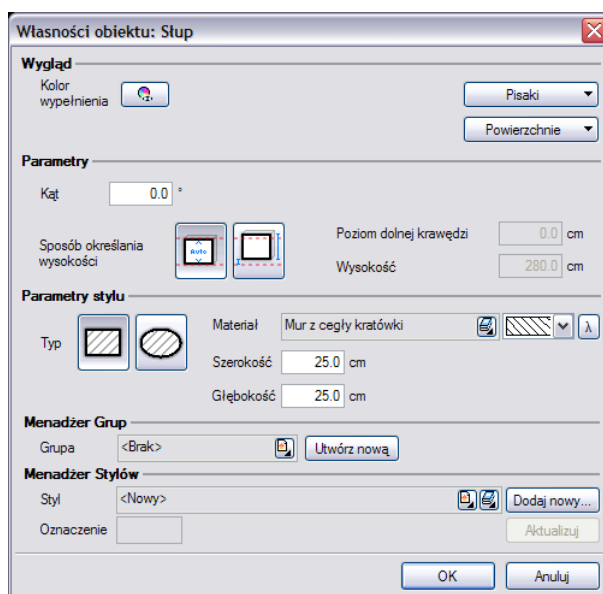 Własności obiektu: Słup
Wygląd
Kolor wypełnienia
Pisaki
Powierzchnie
Parametry
Kąt 0.0 °
Sposób określania wysokości
Auto
Poziom dolnej krawędzi 0.0 cm
Wysokość 280.0 cm
Parametry stylu
Typ
Materiał Mur z cegły kratówki λ
Szerokość 25.0 cm
Głębokość 25.0 cm
Menadżer Grup
Grupa <Brak> Utwórz nową
Menadżer Stylów
Styl <Nowy> Dodaj nowy...
Oznaczenie Aktualizuj
OK Anuluj